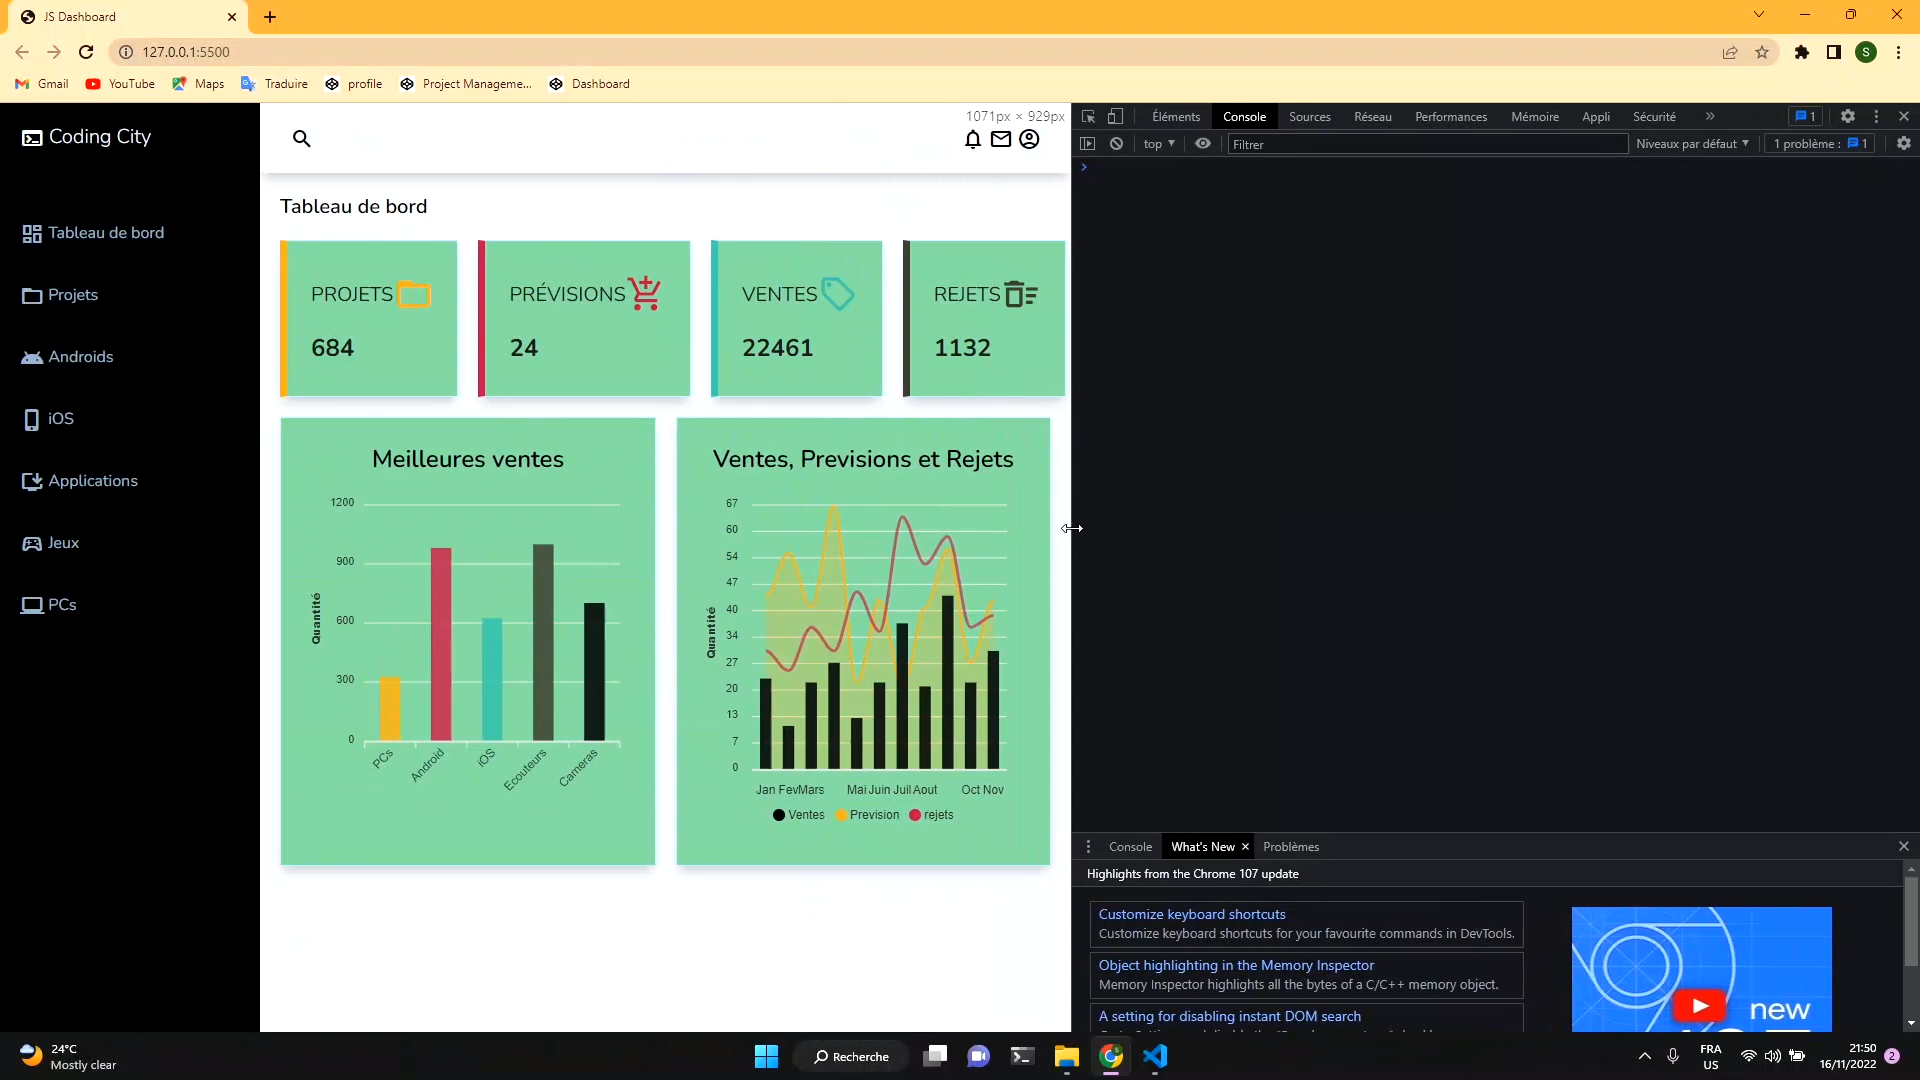 JS Dashboard
127.0.0.1:5500
Gmail YouTube Maps Traduire profile Project Manageme... Dashboard
Coding City
Tableau de bord
Projets
Androids
iOS
Applications
Jeux
PCs
1071px × 929px
Tableau de bord
PROJETS
684
PRÉVISIONS
24
VENTES
22461
REJETS
1132
Meilleures ventes
1200
900
600
300
0
Quantité
PCs
Android
iOS
Ecouteurs
Cameras
Ventes, Previsions et Rejets
67
60
54
47
40
34
27
20
13
7
0
Quantité
Jan Fev Mars Mai Juin Juil Aout Oct Nov
Ventes Prevision rejets
Éléments Console Sources Réseau Performances Mémoire Appli Sécurité 1
top Filtrer Niveaux par défaut 1 problème : 1
Console What's New Problèmes
Highlights from the Chrome 107 update
Customize keyboard shortcuts
Customize keyboard shortcuts for your favourite commands in DevTools.
Object highlighting in the Memory Inspector
Memory Inspector highlights all the bytes of a C/C++ memory object.
A setting for disabling instant DOM search
new
24°C
Mostly clear
Recherche
FRA
US
21:50
16/11/2022
2
S